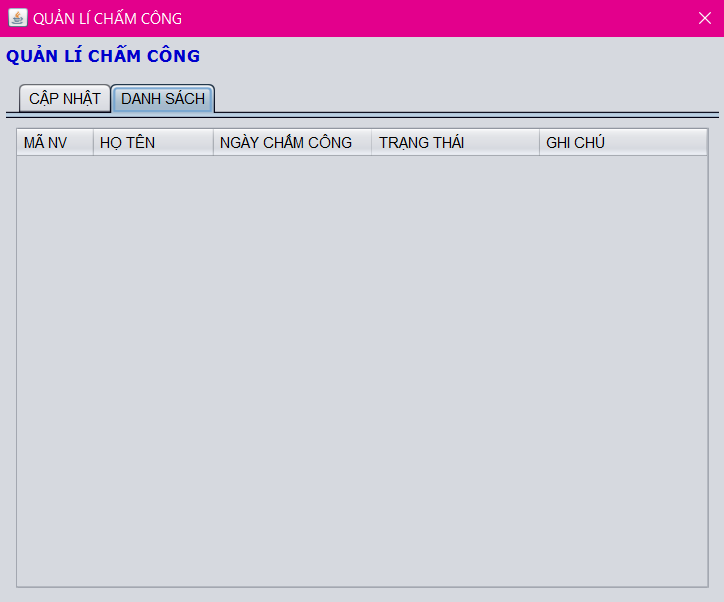 QUẢN LÍ CHẤM CÔNG
QUẢN LÍ CHẤM CÔNG
CẬP NHẬT DANH SÁCH
MÃ NV HỌ TÊN NGÀY CHẤM CÔNG TRẠNG THÁI GHI CHÚ